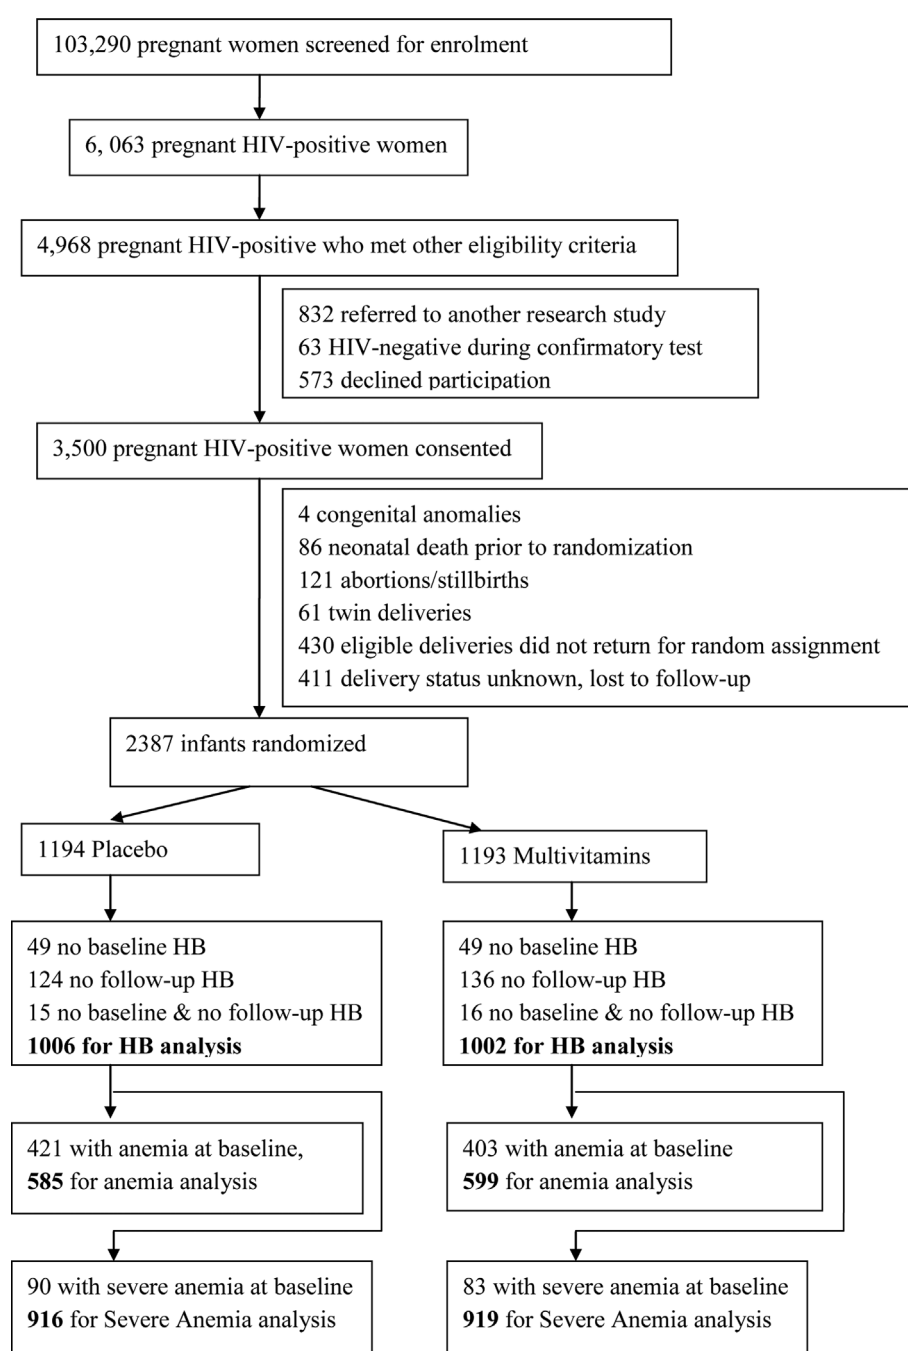 103,290 pregnant women screened for enrolment
6, 063 pregnant HIV-positive women
4,968 pregnant HIV-positive who met other eligibility criteria
832 referred to another research study
63 HIV-negative during confirmatory test
573 declined participation
3,500 pregnant HIV-positive women consented
4 congenital anomalies
86 neonatal death prior to randomization
121 abortions/stillbirths
61 twin deliveries
430 eligible deliveries did not return for random assignment
411 delivery status unknown, lost to follow-up
2387 infants randomized
1194 Placebo
1193 Multivitamins
49 no baseline HB
124 no follow-up HB
15 no baseline & no follow-up HB
1006 for HB analysis
49 no baseline HB
136 no follow-up HB
16 no baseline & no follow-up HB
1002 for HB analysis
421 with anemia at baseline,
585 for anemia analysis
403 with anemia at baseline
599 for anemia analysis
90 with severe anemia at baseline
916 for Severe Anemia analysis
83 with severe anemia at baseline
919 for Severe Anemia analysis